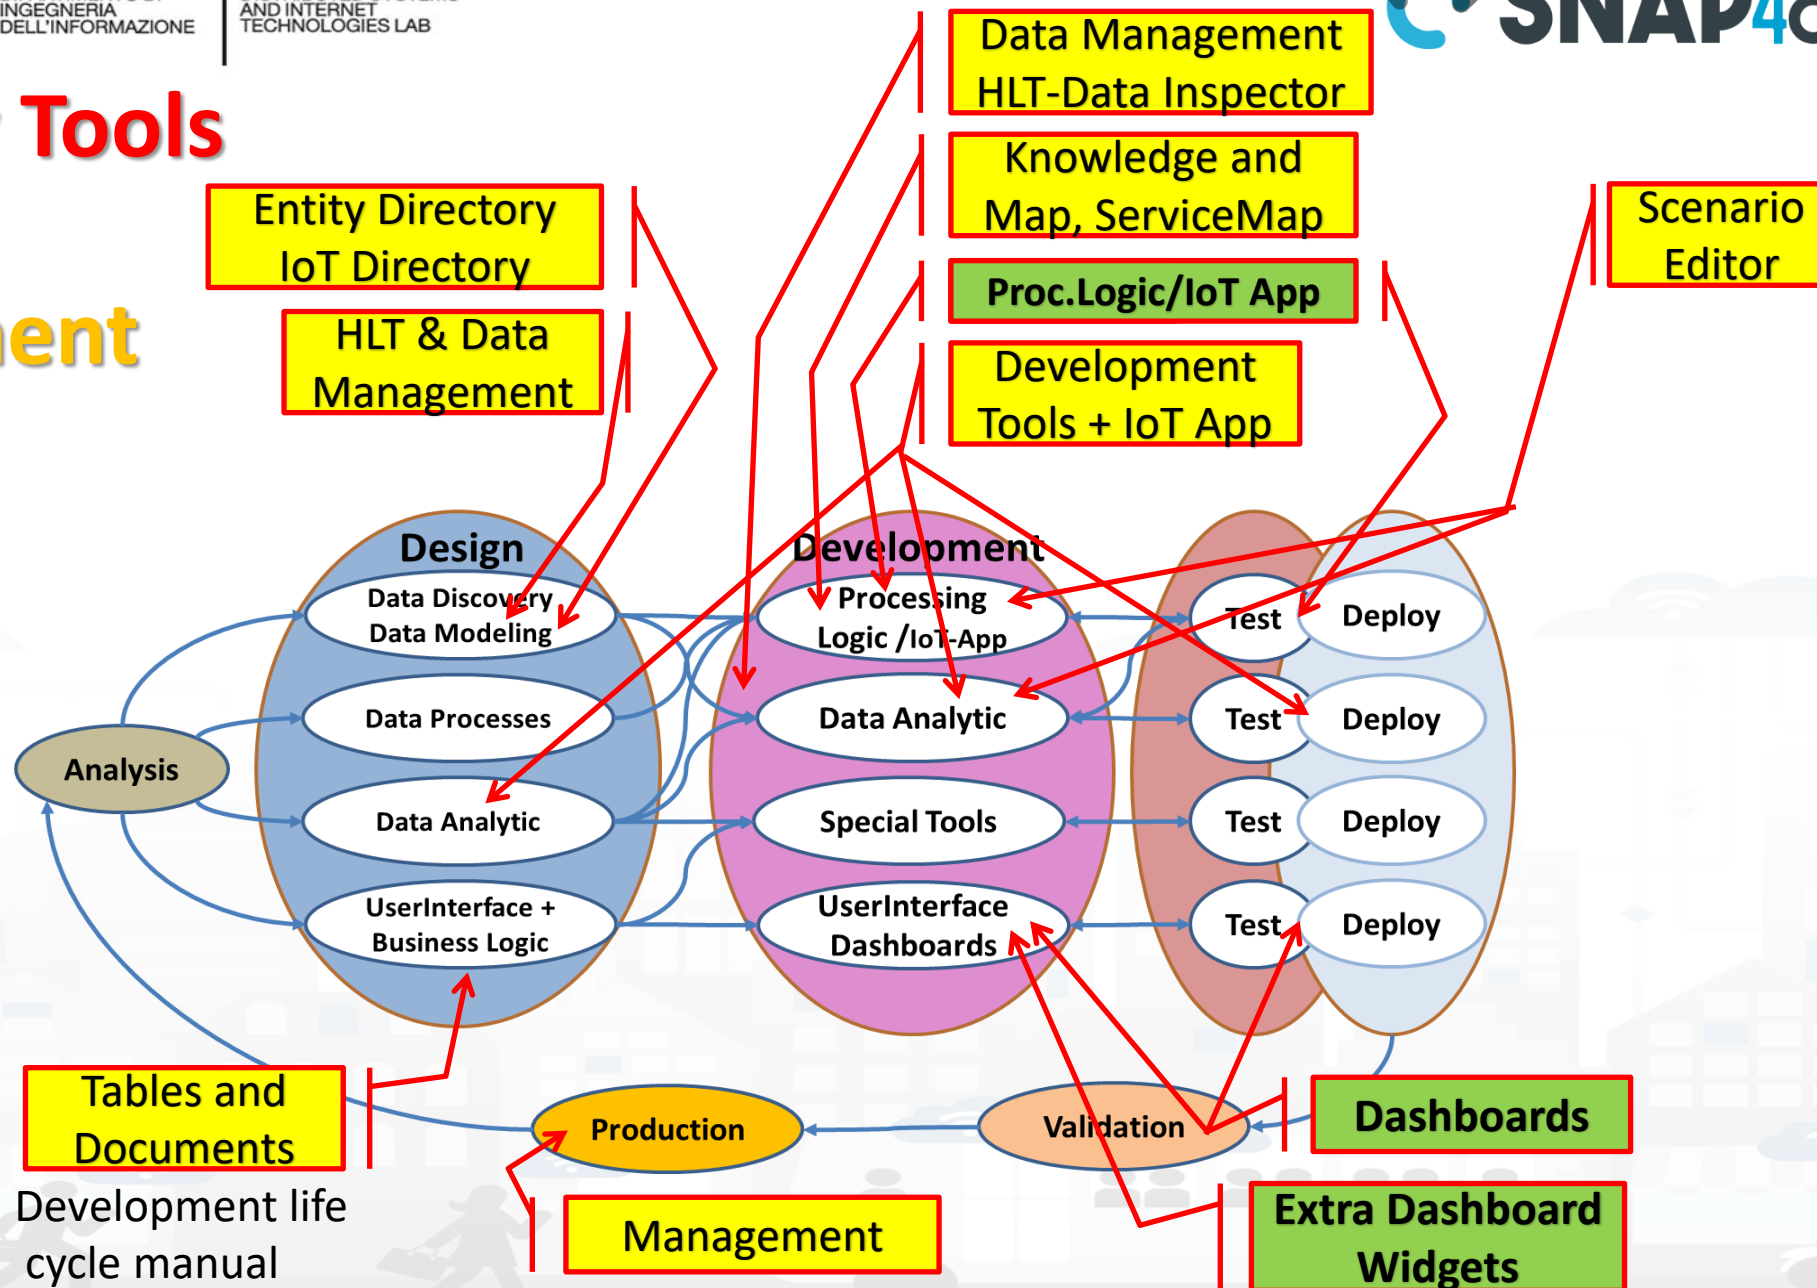 INGEGNERIA
DELL'INFORMAZIONE
AND INTERNET
TECHNOLOGIES LAB
SNAP4
Tools
Data Management
HLT-Data Inspector
Knowledge and
Map, ServiceMap
Entity Directory
IoT Directory
Scenario
Editor
Proc.Logic/IoT App
HLT & Data
Management
Development
Tools + IoT App
Design
Development
Data Discovery
Data Modeling
Processing
Logic /IoT-App
Test
Deploy
Data Processes
Data Analytic
Test
Deploy
Analysis
Data Analytic
Special Tools
Test
Deploy
UserInterface +
Business Logic
UserInterface
Dashboards
Test
Deploy
Tables and
Documents
Production
Validation
Dashboards
Development life
cycle manual
Management
Extra Dashboard
Widgets